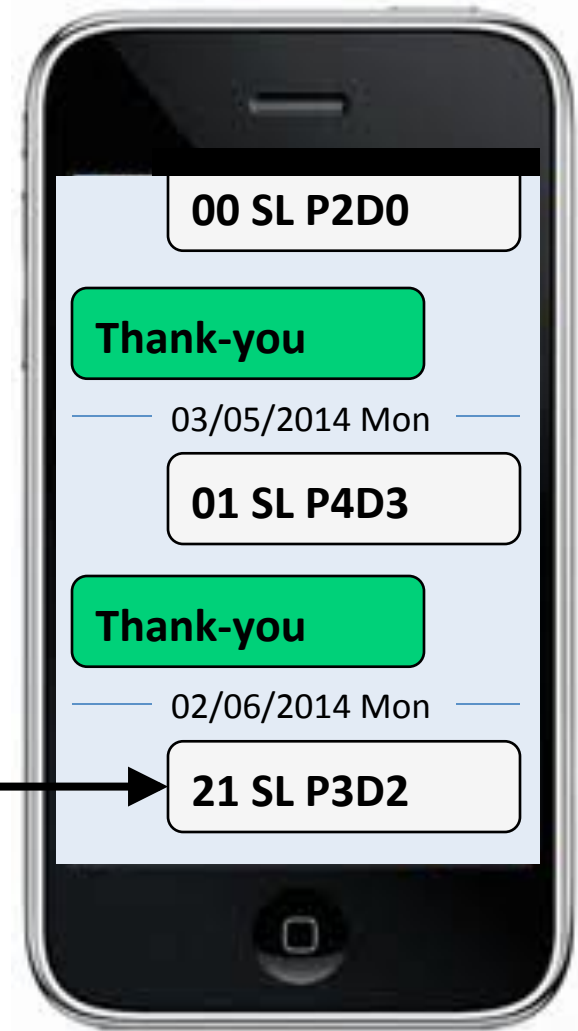 00 SL P2D0
Thank-you
03/05/2014 Mon
01 SL P4D3
Thank-you
02/06/2014 Mon
21 SL P3D2